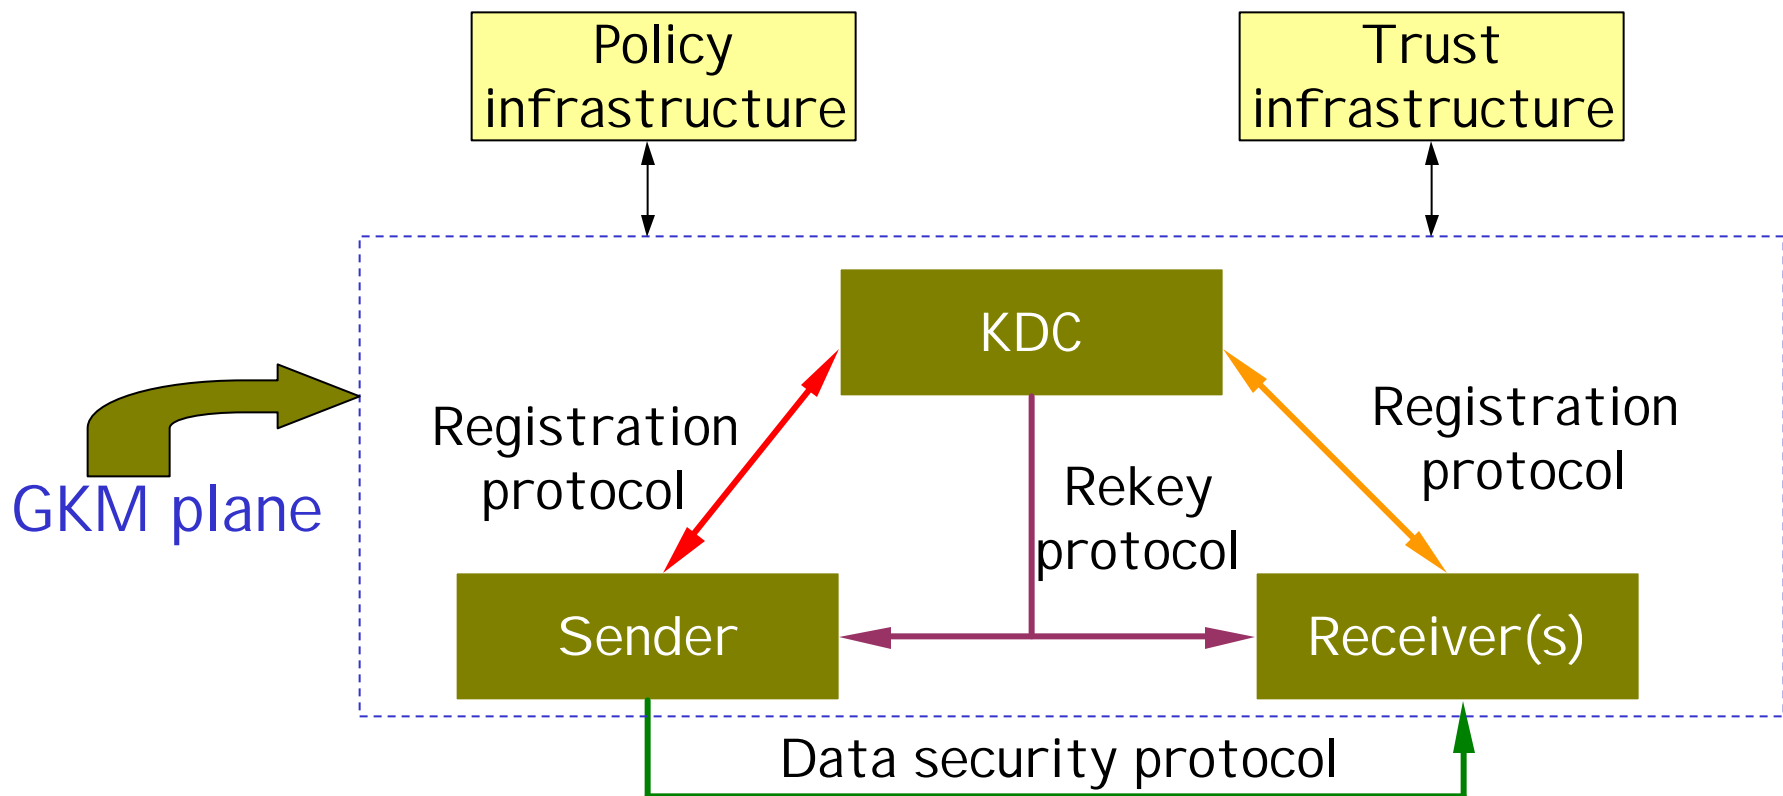 Policy
infrastructure
Trust
infrastructure
KDC
Registration
protocol
Registration
protocol
Rekey
protocol
GKM plane
Sender
Receiver(s)
Data security protocol